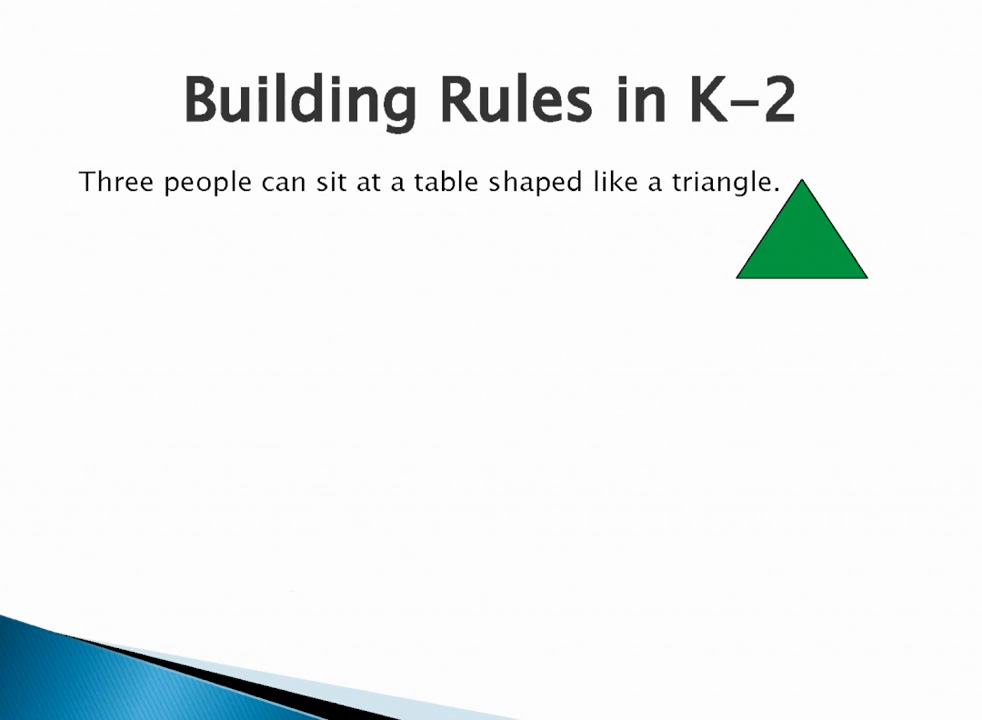 Building Rules in K-2
Three people can sit at a table shaped like a triangle.